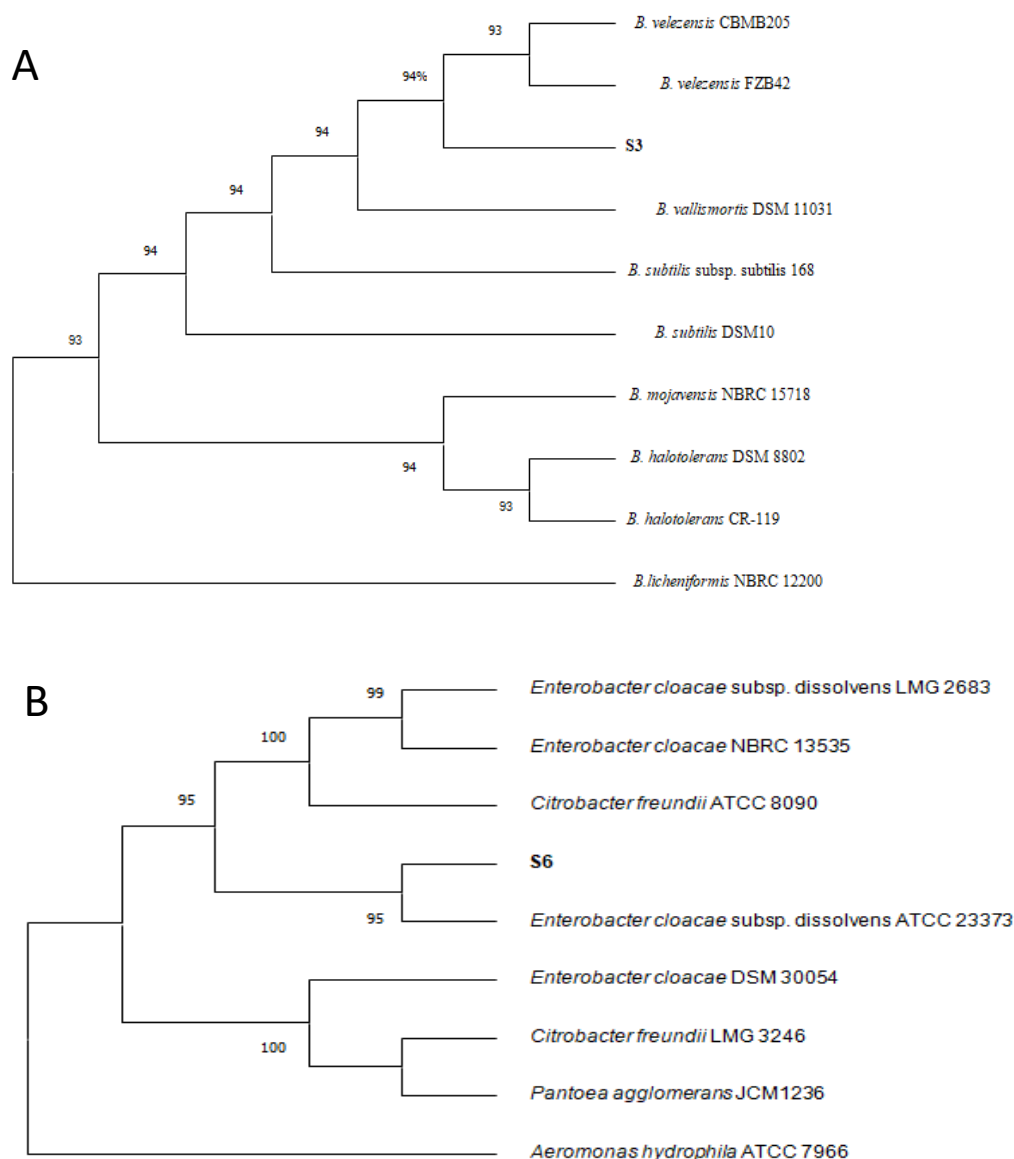 A
93
B. velezensis CBMB205
94%
B. velezensis FZB42
94
S3
94
B. vallismortis DSM 11031
94
B. subtilis subsp. subtilis 168
93
B. subtilis DSM10
B. mojavensis NBRC 15718
94
B. halotolerans DSM 8802
93
B. halotolerans CR-119
B.licheniformis NBRC 12200
B
99
Enterobacter cloacae subsp. dissolvens LMG 2683
100
Enterobacter cloacae NBRC 13535
95
Citrobacter freundii ATCC 8090
S6
95
Enterobacter cloacae subsp. dissolvens ATCC 23373
Enterobacter cloacae DSM 30054
100
Citrobacter freundii LMG 3246
Pantoea agglomerans JCM1236
Aeromonas hydrophila ATCC 7966